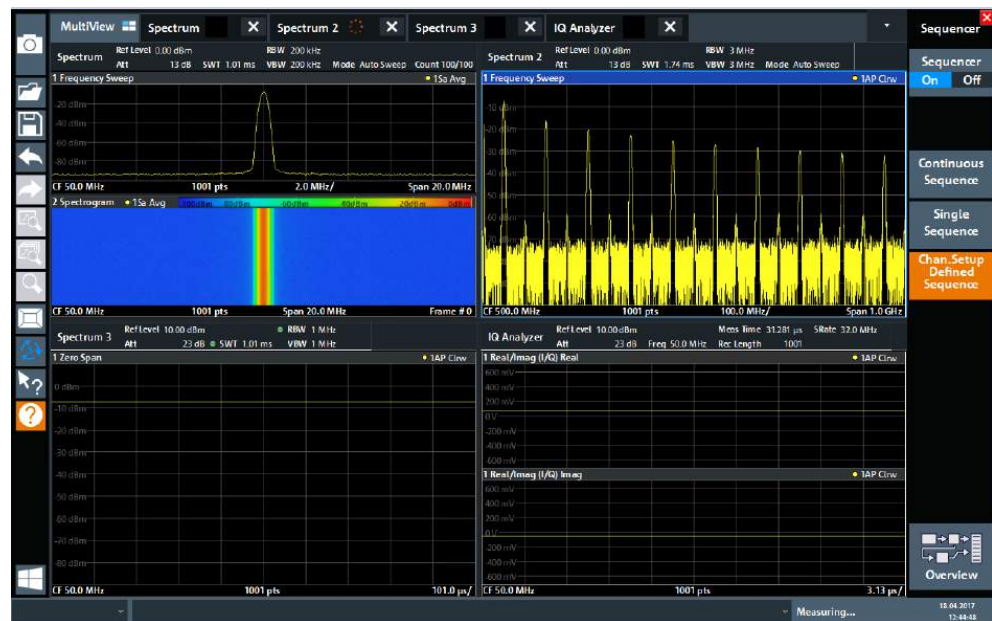 MultiView Spectrum X Spectrum 2 X Spectrum 3 X IQ Analyzer X
Sequencer
Spectrum
Ref Level 0.00 dBm RBW 200 kHz
Att 13 dB SWT 1.01 ms VBW 200 kHz Mode Auto Sweep Count 100/100
1 Frequency Sweep 1Sa Avg
-20 dBm
-40 dBm
-60 dBm
-80 dBm
CF 50.0 MHz 1001 pts 2.0 MHz/ Span 20.0 MHz
2 Spectrogram 1Sa Avg
-60dBm -40dBm
CF 50.0 MHz 1001 pts Span 20.0 MHz Frame # 0
Spectrum 2
Ref Level 0.00 dBm RBW 3 MHz
Att 13 dB SWT 1.74 ms VBW 3 MHz Mode Auto Sweep
1 Frequency Sweep 1AP Clrw
CF 500.0 MHz 1001 pts 100.0 MHz/ Span 1.0 GHz
Spectrum 3
Ref Level 10.00 dBm RBW 1 MHz
Att 23 dB SWT 1.01 ms VBW 1 MHz
1 Zero Span 1AP Clrw
0 dBm
-10 dBm
-20 dBm
-30 dBm
-40 dBm
-50 dBm
-60 dBm
-70 dBm
-80 dBm
CF 50.0 MHz 1001 pts 101.0 µs/
IQ Analyzer
Ref Level 10.00 dBm Meas Time 31.281 µs SRate 32.0 MHz
Att 23 dB Freq 50.0 MHz Rec Length 1001
1 Real/Imag (I/Q) Real 1AP Clrw
600 mV
400 mV
200 mV
0 V
-200 mV
-400 mV
-600 mV
1 Real/Imag (I/Q) Imag 1AP Clrw
600 mV
400 mV
200 mV
0 V
-200 mV
-400 mV
-600 mV
CF 50.0 MHz 1001 pts 3.13 µs/
Sequencer
On Off
Continuous
Sequence
Single
Sequence
Chan.Setup
Defined
Sequence
Overview
Measuring...
18.04.2017
12:44:48